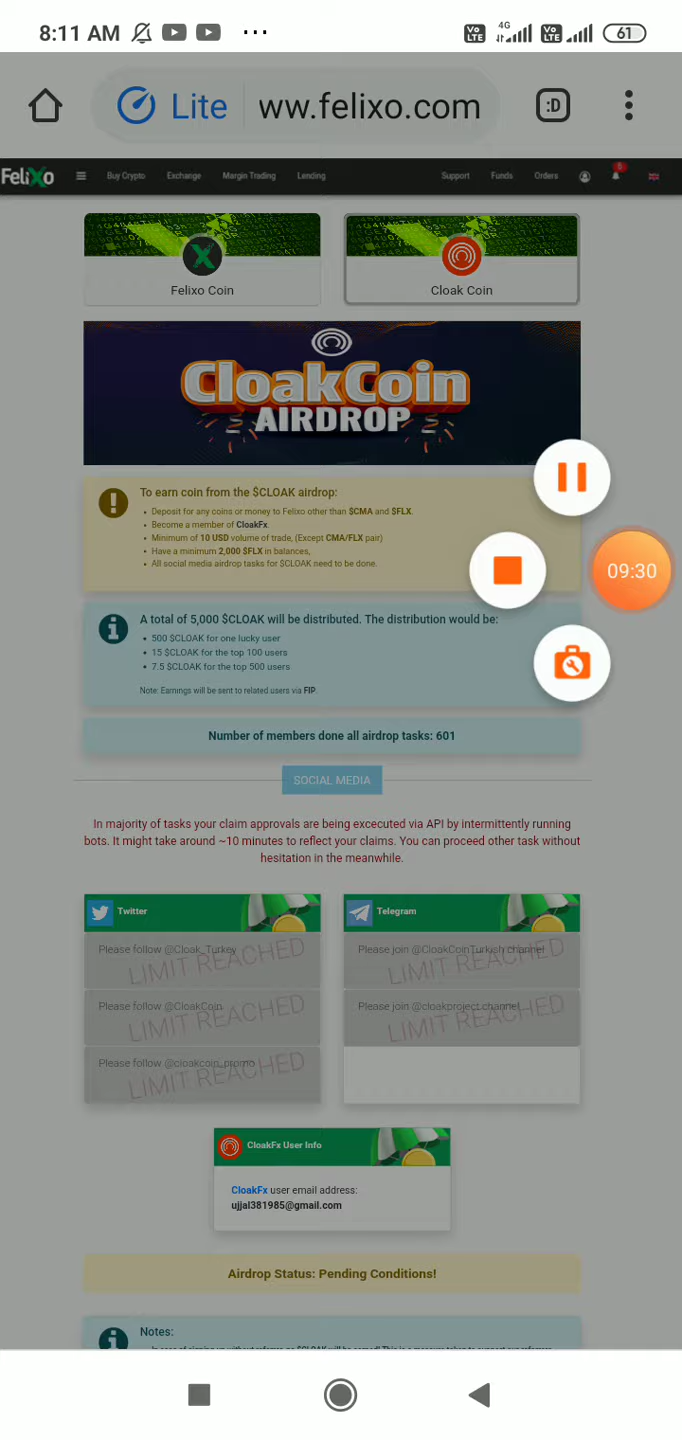 8:11 AM ... Vo LTE 4G Vo LTE 61
Lite ww.felixo.com :D
FeliXo Buy Crypto Exchange Margin Trading Lending Support Funds Orders
Felixo Coin Cloak Coin
CloakCoin
AIRDROP
To earn coin from the $CLOAK airdrop:
Deposit for any coins or money to Felixo other than $CMA and $FLX.
Become a member of CloakFx.
Minimum of 10 USD volume of trade, (Except CMA/FLX pair)
Have a minimum 2,000 $FLX in balances,
All social media airdrop tasks for $CLOAK need to be done.
09:30
A total of 5,000 $CLOAK will be distributed. The distribution would be:
500 $CLOAK for one lucky user
15 $CLOAK for the top 100 users
7.5 $CLOAK for the top 500 users
Note: Earnings will be sent to related users via FIP.
Number of members done all airdrop tasks: 601
SOCIAL MEDIA
In majority of tasks your claim approvals are being excecuted via API by intermittently running
bots. It might take around ~10 minutes to reflect your claims. You can proceed other task without
hesitation in the meanwhile.
Twitter
Please follow @Cloak_Turkey
LIMIT REACHED
Please follow @CloakCoin
LIMIT REACHED
Please follow @cloakcoin_promo
LIMIT REACHED
Telegram
Please join @CloakCoinTurkish channel
LIMIT REACHED
Please join @cloakproject channel
LIMIT REACHED
CloakFx User Info
CloakFx user email address:
ujjal381985@gmail.com
Airdrop Status: Pending Conditions!
Notes: